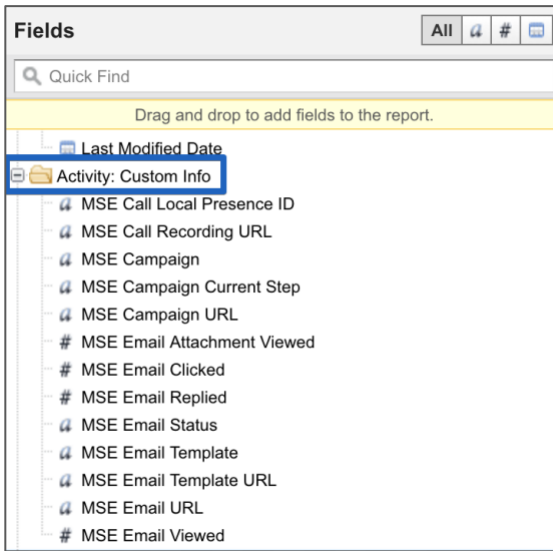 Fields
All a #
Quick Find
Drag and drop to add fields to the report.
Last Modified Date
Activity: Custom Info
a MSE Call Local Presence ID
a MSE Call Recording URL
a MSE Campaign
a MSE Campaign Current Step
a MSE Campaign URL
# MSE Email Attachment Viewed
# MSE Email Clicked
# MSE Email Replied
a MSE Email Status
a MSE Email Template
a MSE Email Template URL
a MSE Email URL
# MSE Email Viewed